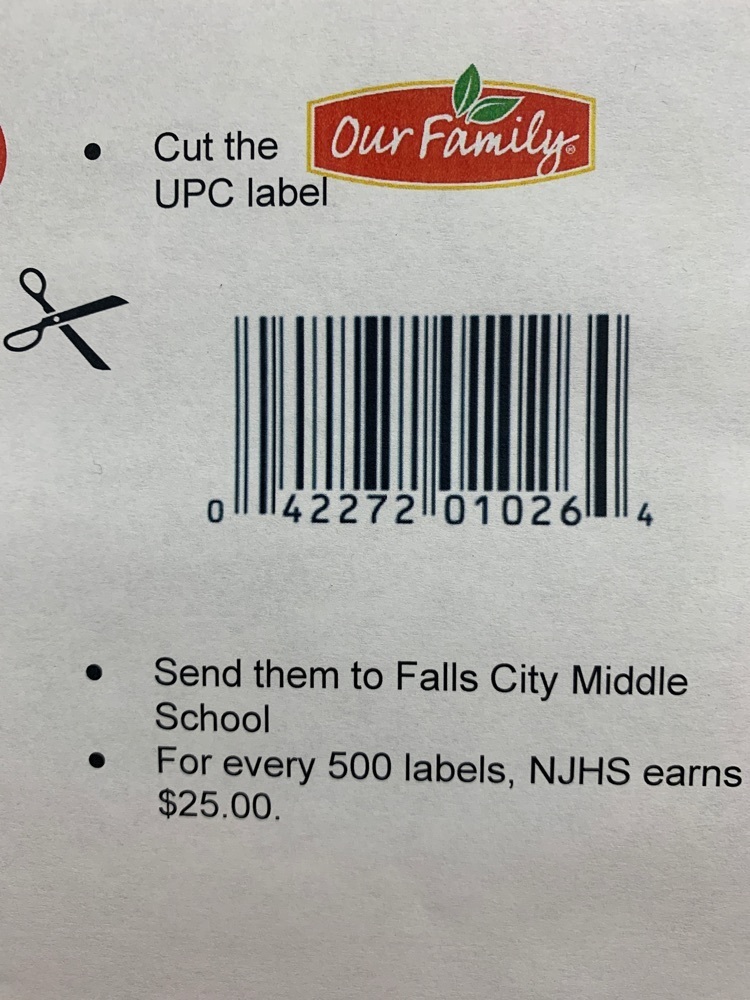 • Cut the
UPC label
Our Family®
0 42272 01026 4
• Send them to Falls City Middle
School
• For every 500 labels, NJHS earns
$25.00.